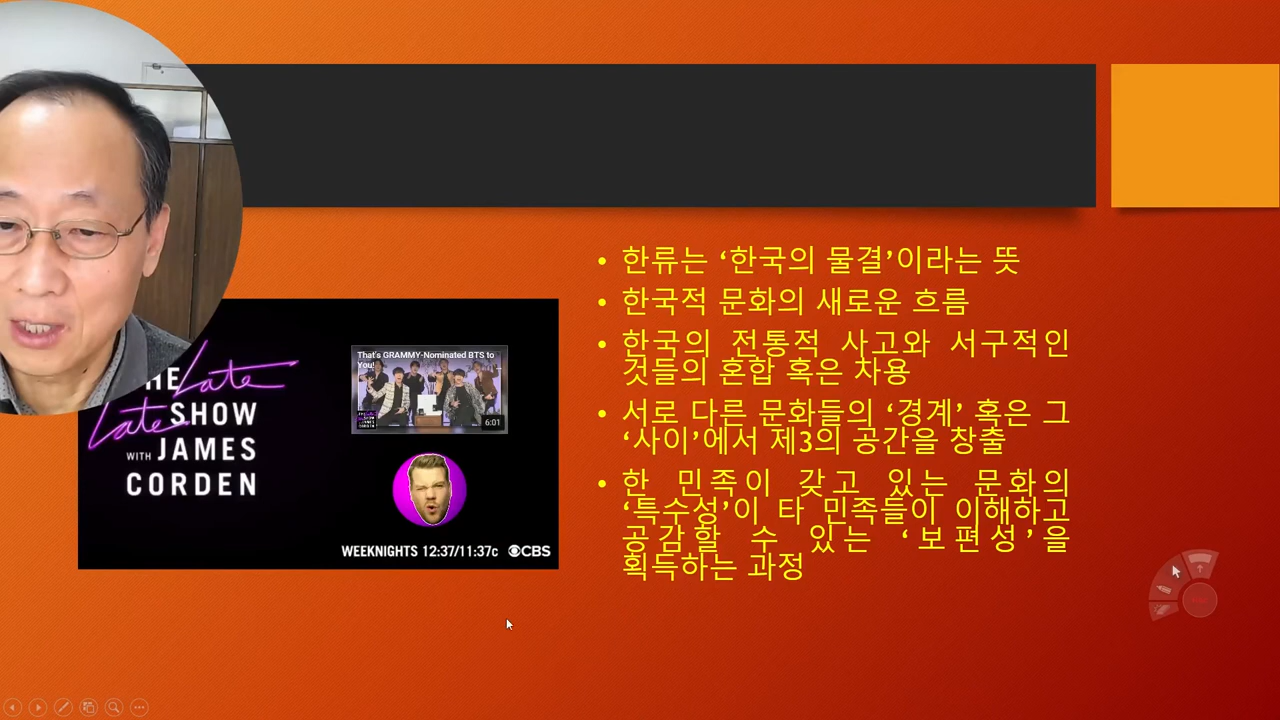 • 한류는 ‘한국의 물결’이라는 뜻
• 한국적 문화의 새로운 흐름
• 한국의 전통적 사고와 서구적인
것들의 혼합 혹은 차용
• 서로 다른 문화들의 ‘경계’ 혹은 그
‘사이’에서 제3의 공간을 창출
• 한 민족이 갖고 있는 문화의
‘특수성’이 타 민족들이 이해하고
공감할 수 있는 ‘보편성’을
획득하는 과정
Late
Late SHOW
WITH JAMES
CORDEN
That's GRAMMY-Nominated BTS to
You!
6:01
WEEKNIGHTS 12:37/11:37c CBS